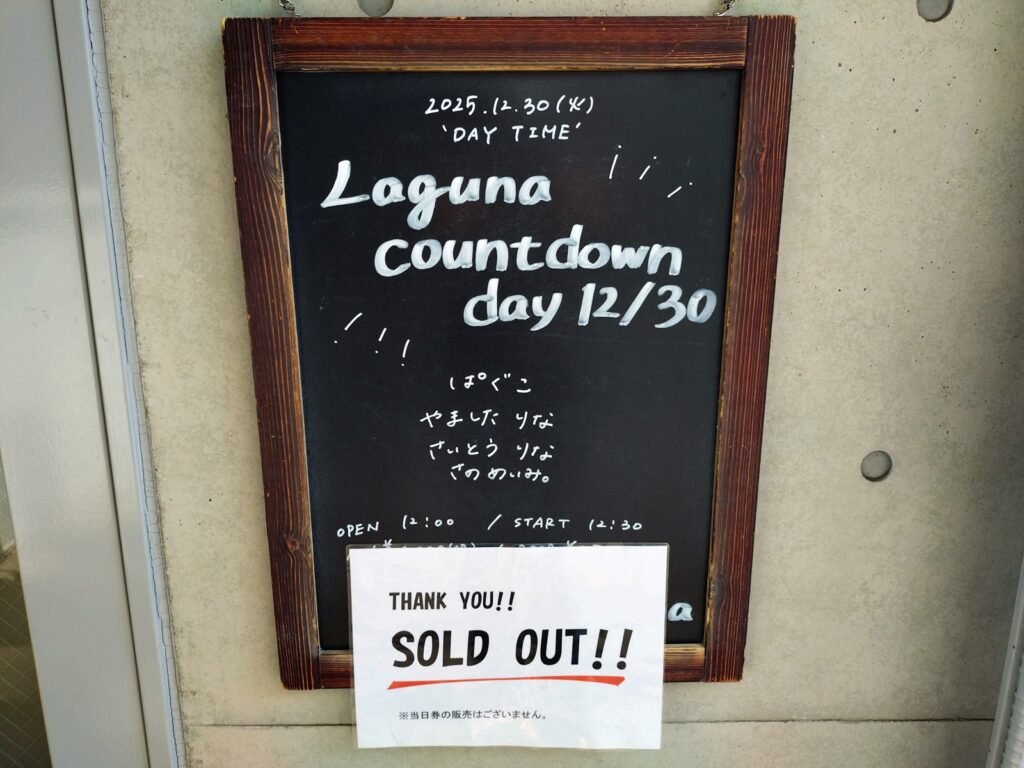 2025.12.30(火)
'DAY TIME'
Laguna
countdown
day 12/30
ぱぐこ
やました りな
さいとう りな
さの めいみ。
OPEN 12:00 / START 12:30
THANK YOU!!
SOLD OUT!!
※当日券の販売はございません。